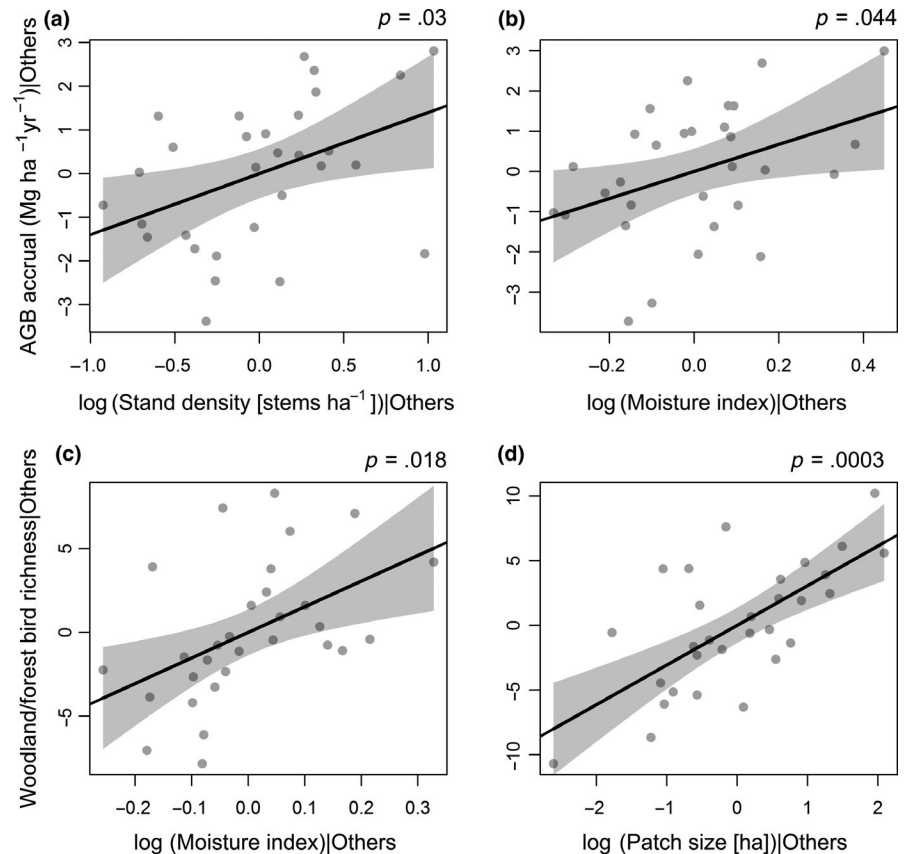 (a)
p = .03
AGB accrual (Mg ha⁻¹yr⁻¹)|Others
3
2
1
0
−1
−2
−3
−1.0 −0.5 0.0 0.5 1.0
log (Stand density [stems ha⁻¹])|Others
(b)
p = .044
3
2
1
0
−1
−2
−3
−0.2 0.0 0.2 0.4
log (Moisture index)|Others
(c)
p = .018
Woodland/forest bird richness|Others
5
0
−5
−0.2 −0.1 0.0 0.1 0.2 0.3
log (Moisture index)|Others
(d)
p = .0003
10
5
0
−5
−10
−2 −1 0 1 2
log (Patch size [ha])|Others